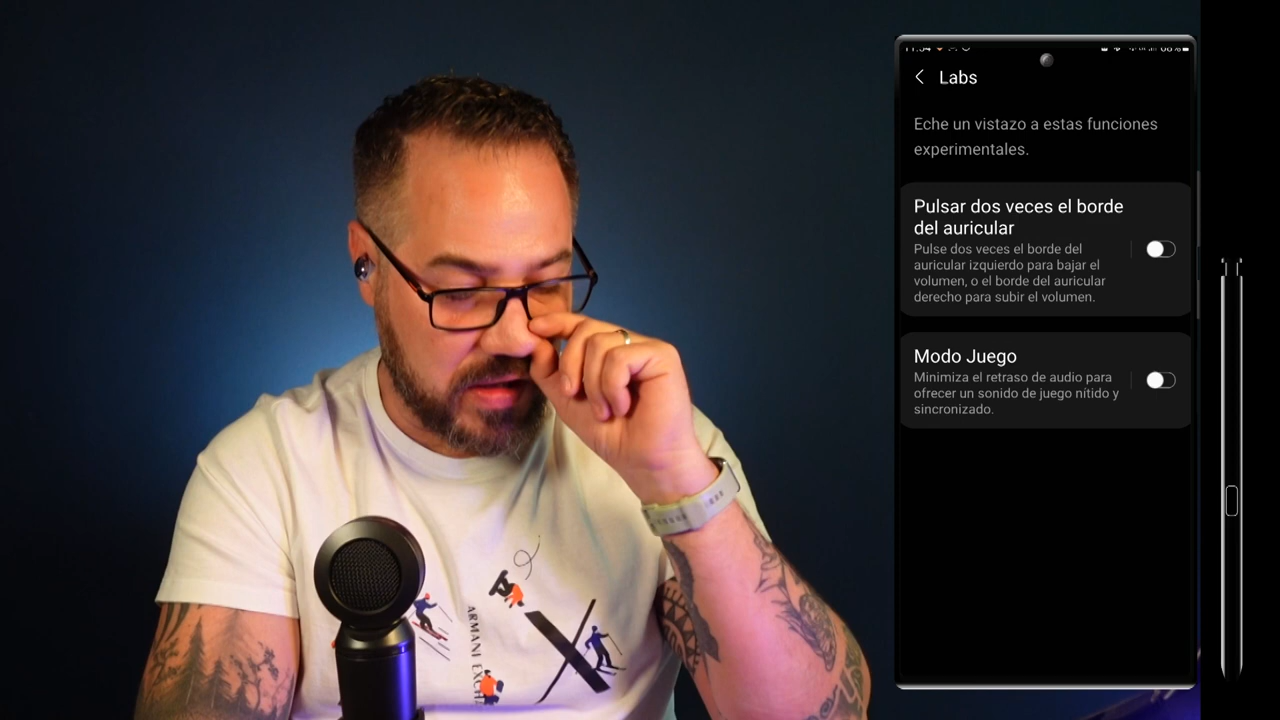 Labs
Eche un vistazo a estas funciones
experimentales.
Pulsar dos veces el borde
del auricular
Pulse dos veces el borde del
auricular izquierdo para bajar el
volumen, o el borde del auricular
derecho para subir el volumen.
Modo Juego
Minimiza el retraso de audio para
ofrecer un sonido de juego nítido y
sincronizado.
ARMANI